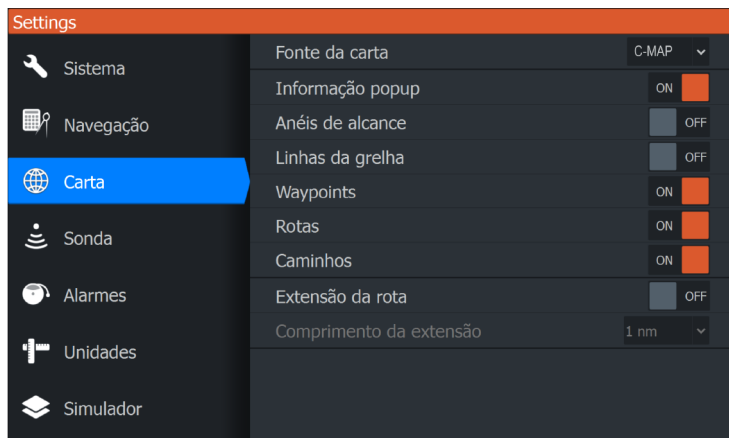 Settings
Sistema
Navegação
Carta
Sonda
Alarmes
Unidades
Simulador
Fonte da carta C-MAP
Informação popup ON
Anéis de alcance OFF
Linhas da grelha OFF
Waypoints ON
Rotas ON
Caminhos ON
Extensão da rota OFF
Comprimento da extensão 1 nm